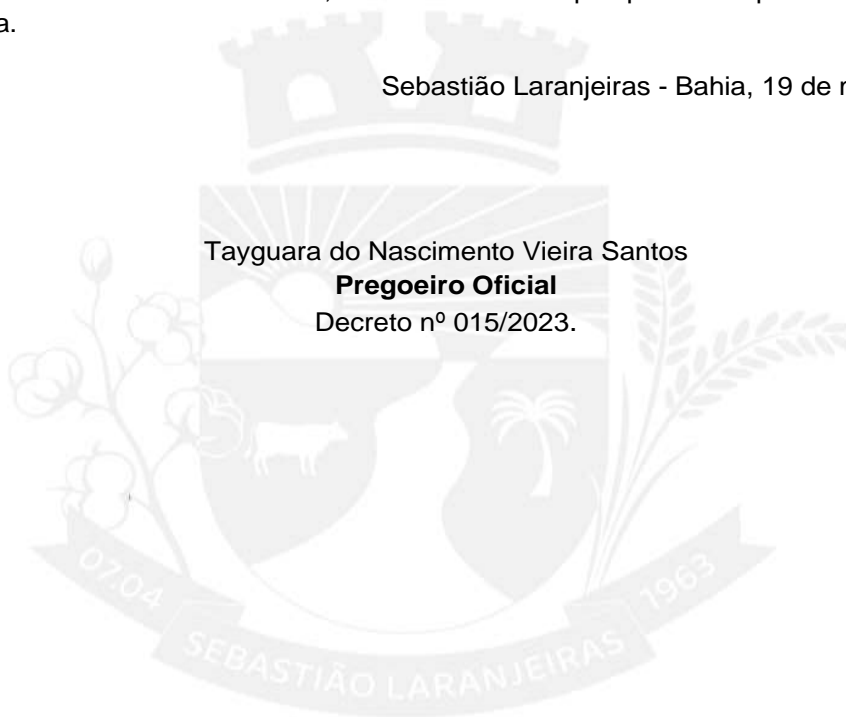 a.
Sebastião Laranjeiras - Bahia, 19 de
Tayguara do Nascimento Vieira Santos
Pregoeiro Oficial
Decreto nº 015/2023.
07.04
1963
SEBASTIÃO LARANJEIRAS